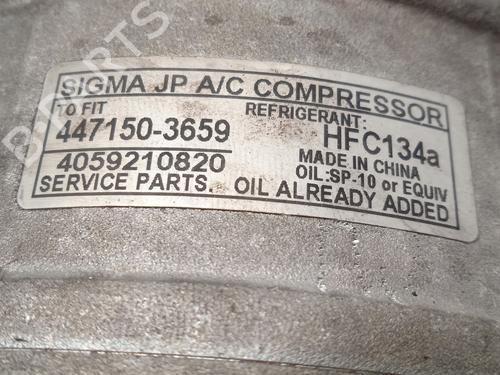 SIGMA JP A/C COMPRESSOR
TO FIT
REFRIGERANT:
447150-3659
HFC134a
4059210820
MADE IN CHINA
OIL:SP-10 or EQUIV
SERVICE PARTS. OIL ALREADY ADDED
B-PARTS